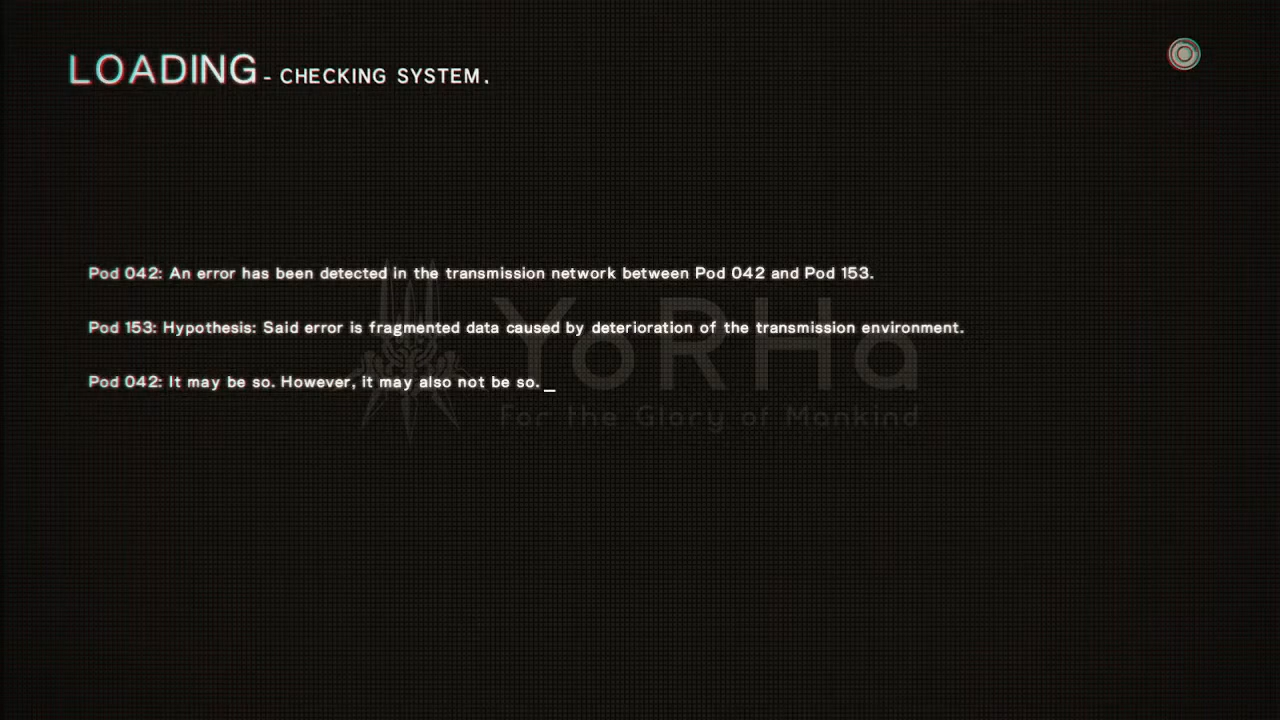 LOADING - CHECKING SYSTEM.
Pod 042: An error has been detected in the transmission network between Pod 042 and Pod 153.
YoRHa
Pod 153: Hypothesis: Said error is fragmented data caused by deterioration of the transmission environment.
Pod 042: It may be so. However, it may also not be so._
For the Glory of Mankind